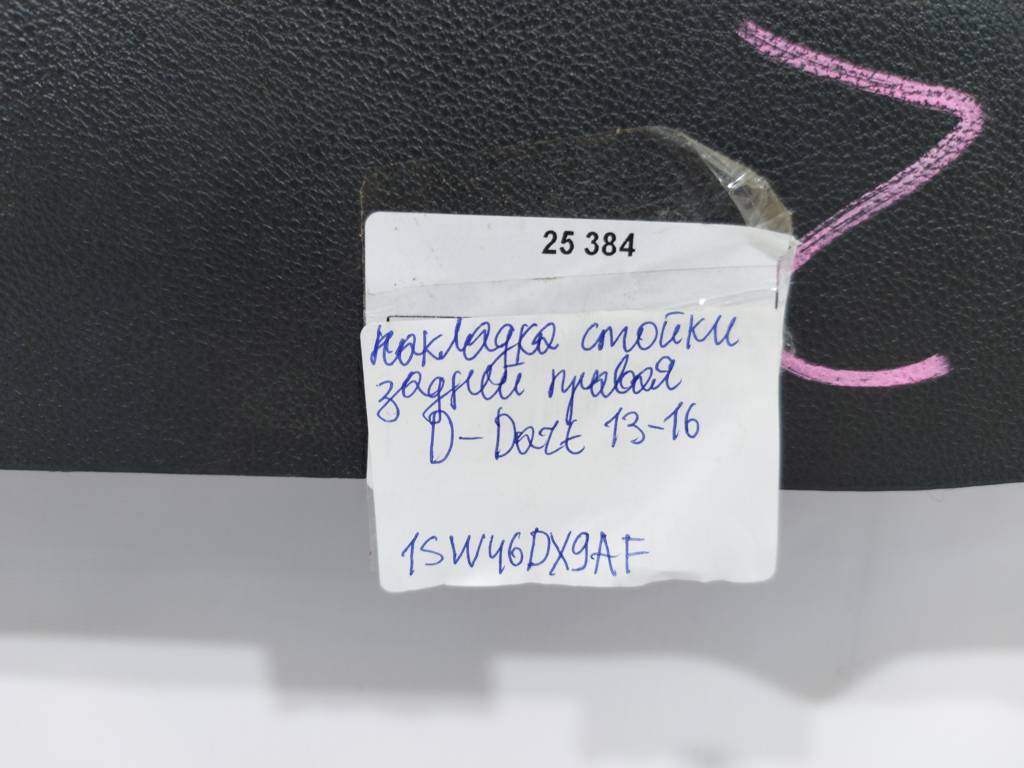 25 384
накладка стойки
задней правая
D-Dart 13-16
1SW46DX9AF